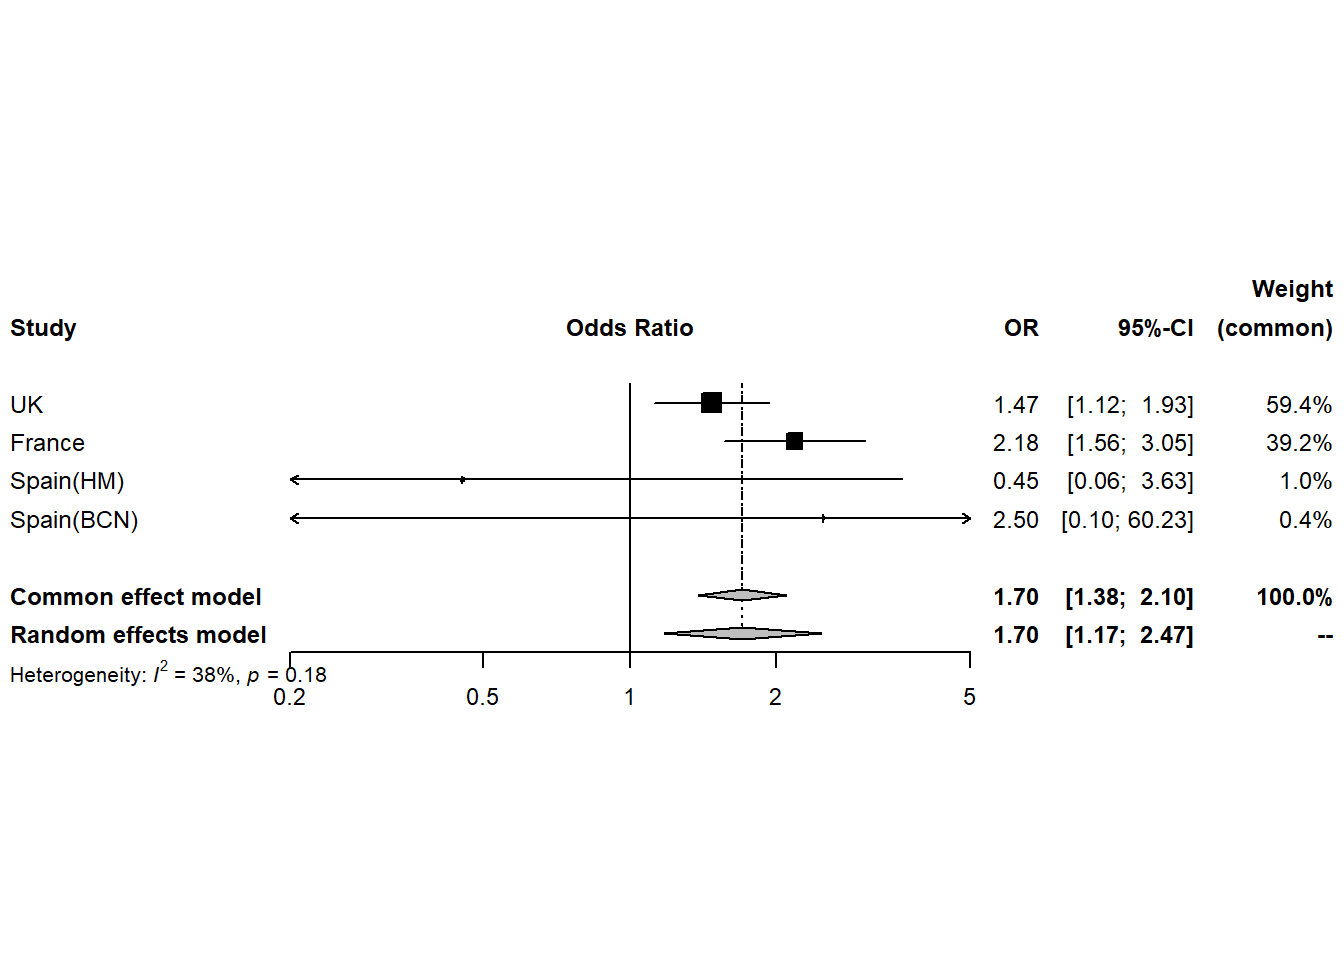 Weight
Study Odds Ratio OR 95%-CI (common)
UK 1.47 [1.12; 1.93] 59.4%
France 2.18 [1.56; 3.05] 39.2%
Spain(HM) 0.45 [0.06; 3.63] 1.0%
Spain(BCN) 2.50 [0.10; 60.23] 0.4%
Common effect model 1.70 [1.38; 2.10] 100.0%
Random effects model 1.70 [1.17; 2.47] --
Heterogeneity: I² = 38%, p = 0.18
0.2 0.5 1 2 5